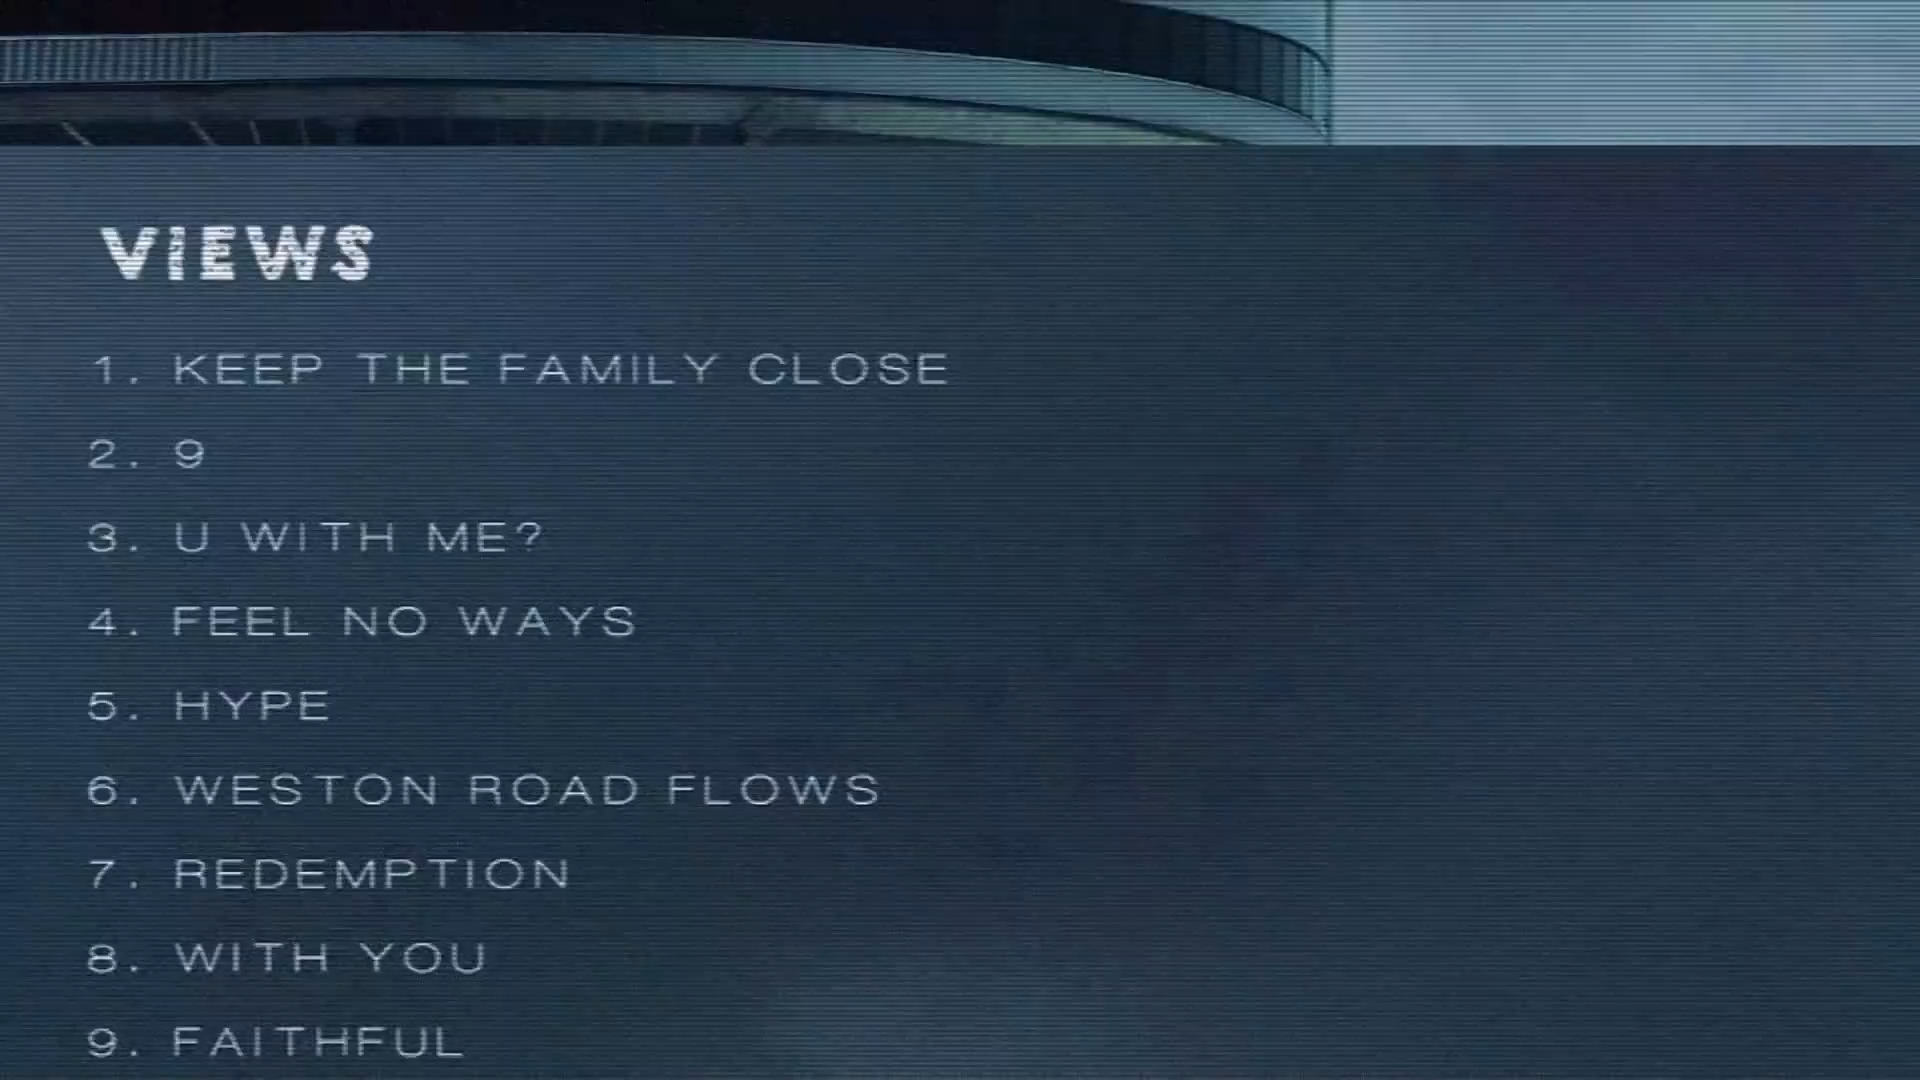 VIEWS
1. KEEP THE FAMILY CLOSE
2. 9
3. U WITH ME?
4. FEEL NO WAYS
5. HYPE
6. WESTON ROAD FLOWS
7. REDEMPTION
8. WITH YOU
9. FAITHFUL